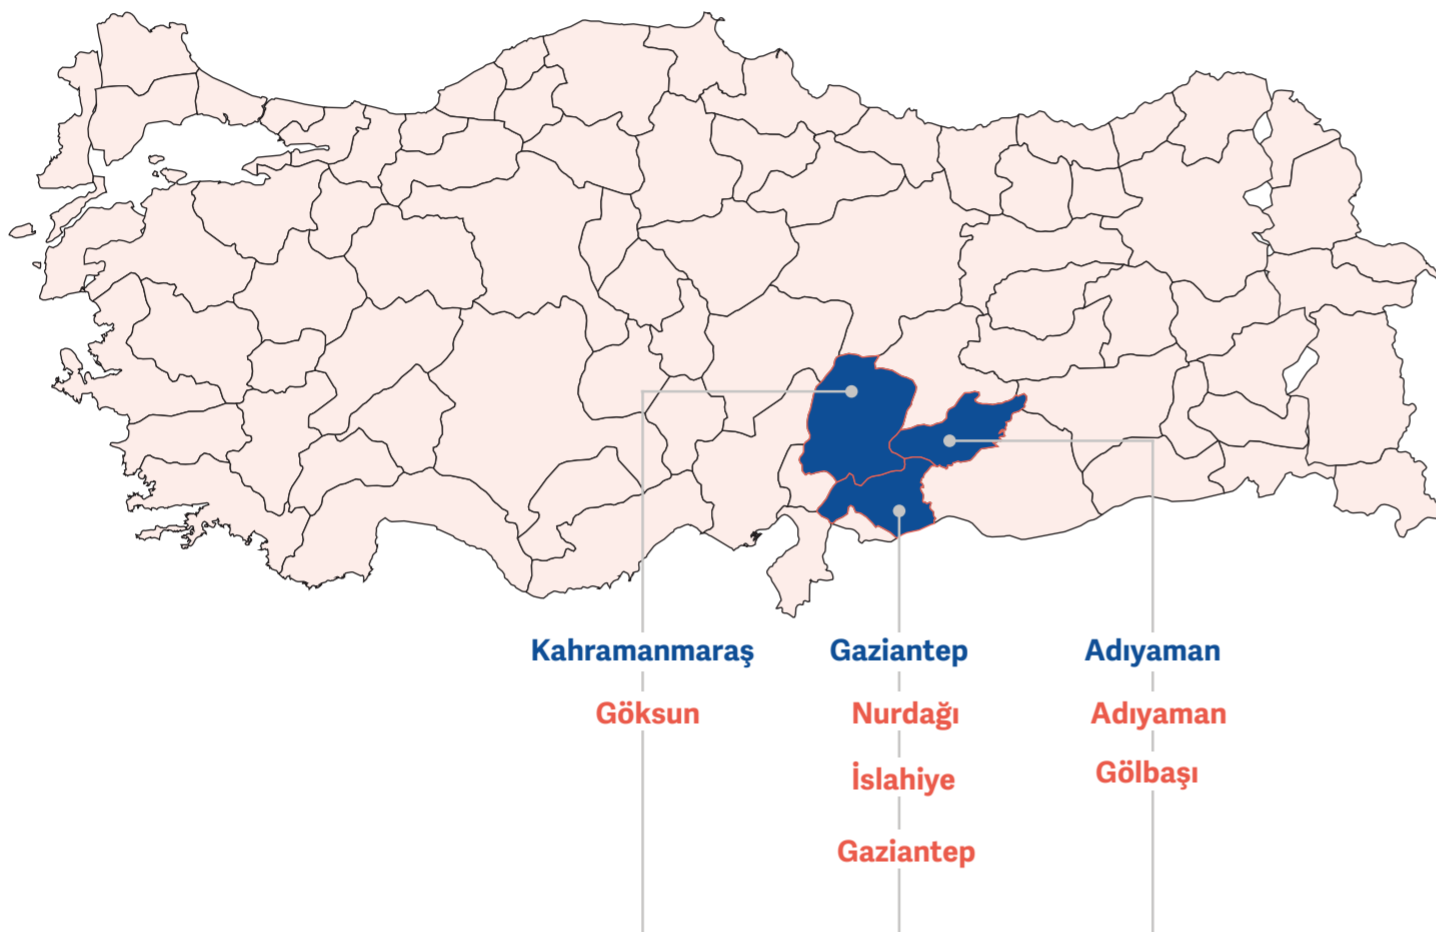 Kahramanmaraş
Göksun
Gaziantep
Nurdağı
İslahiye
Gaziantep
Adıyaman
Adıyaman
Gölbaşı